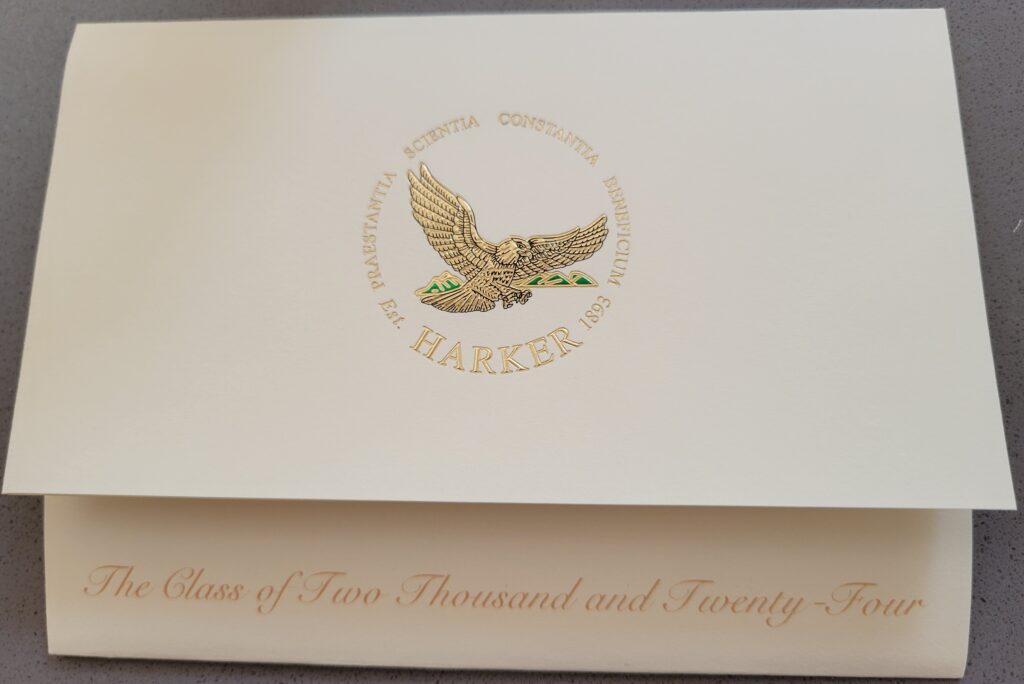 PRAESTANTIA SCIENTIA CONSTANTIA BENEFICIUM
Est. 1893
HARKER
The Class of Two Thousand and Twenty-Four